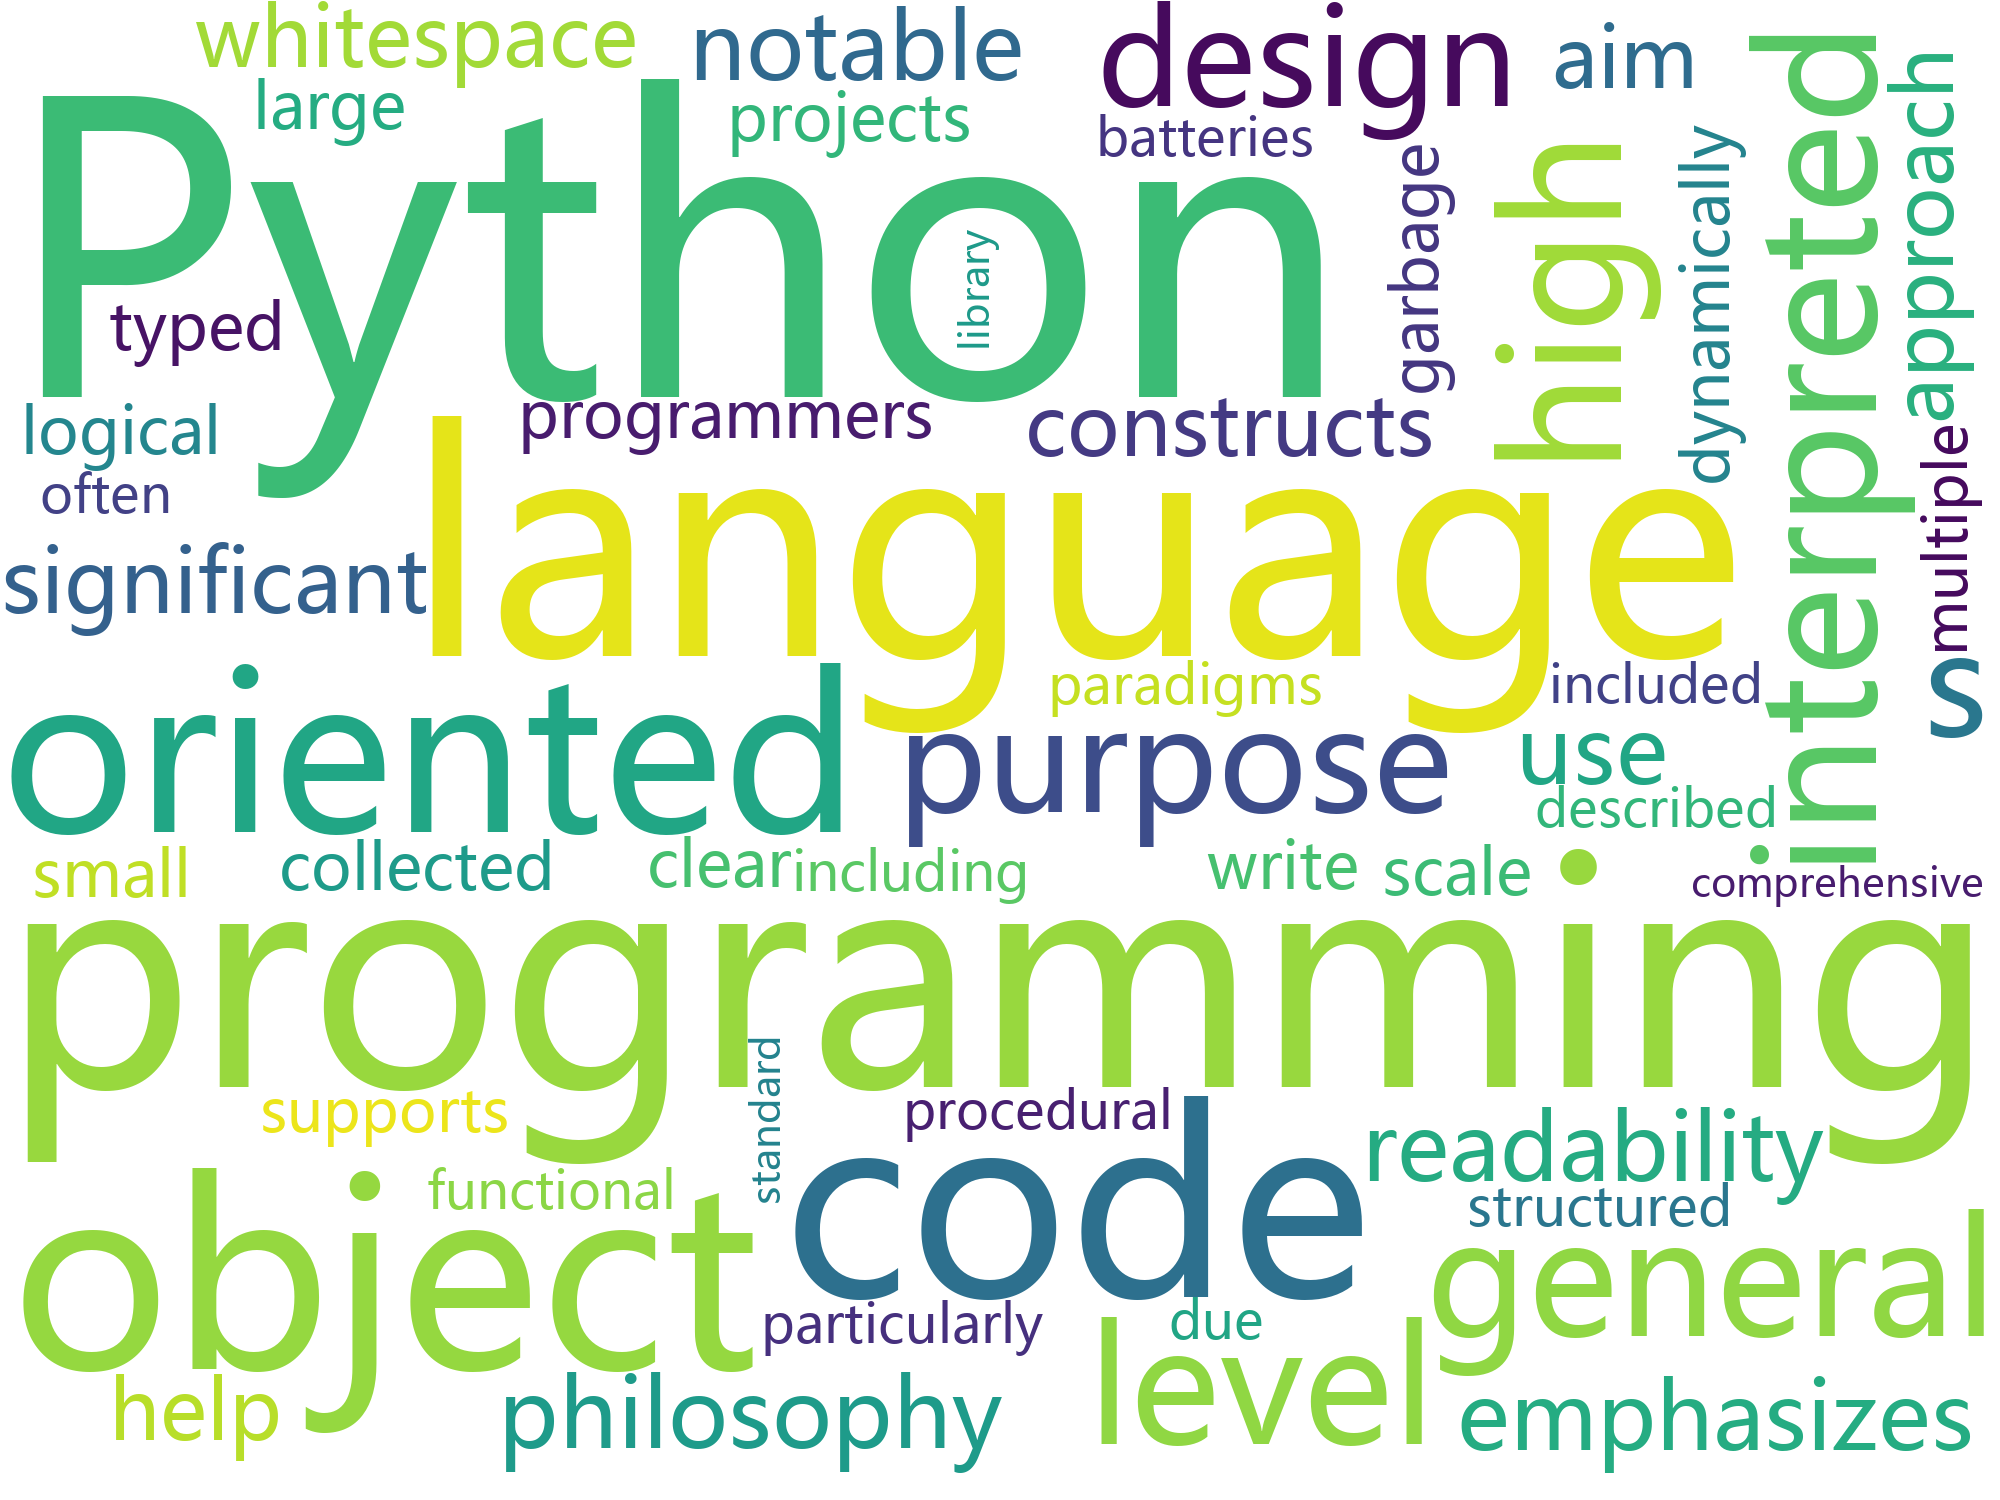 whitespace
notable
design
aim
large
projects
batteries
Python
library
typed
garbage
high
dynamically
interpreted
approach
logical
programmers
constructs
often
language
multiple
significant
oriented
paradigms
included
s
purpose
use
described
small
collected
clear
including
write
scale
comprehensive
programming
supports
standard
procedural
readability
functional
object
code
structured
general
particularly
due
level
help
philosophy
emphasizes